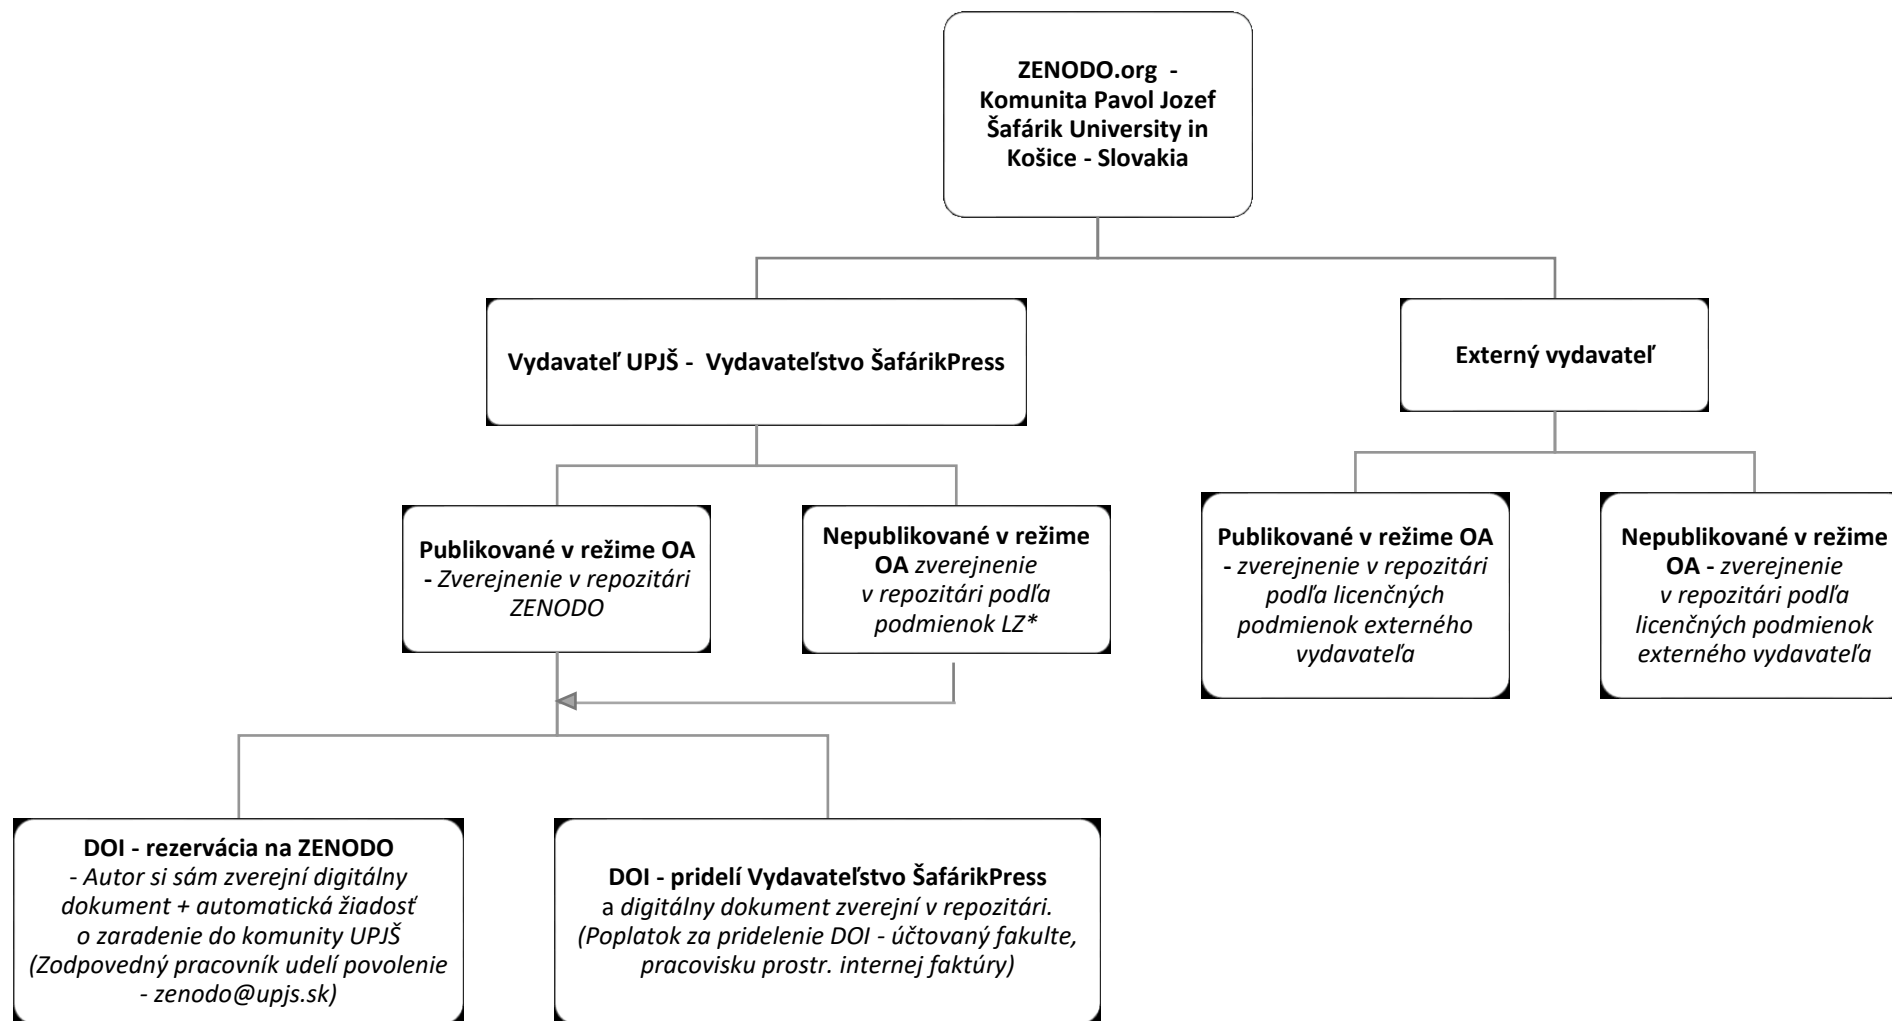 ZENODO.org -
Komunita Pavol Jozef
Šafárik University in
Košice - Slovakia
Vydavateľ UPJŠ - Vydavateľstvo ŠafárikPress
Externý vydavateľ
Publikované v režime OA
- Zverejnenie v repozitári
ZENODO
Nepublikované v režime
OA zverejnenie
v repozitári podľa
podmienok LZ*
Publikované v režime OA
- zverejnenie v repozitári
podľa licenčných
podmienok externého
vydavateľa
Nepublikované v režime
OA - zverejnenie
v repozitári podľa
licenčných podmienok
externého vydavateľa
DOI - rezervácia na ZENODO
- Autor si sám zverejní digitálny
dokument + automatická žiadosť
o zaradenie do komunity UPJŠ
(Zodpovedný pracovník udelí povolenie
- zenodo@upjs.sk)
DOI - pridelí Vydavateľstvo ŠafárikPress
a digitálny dokument zverejní v repozitári.
(Poplatok za pridelenie DOI - účtovaný fakulte,
pracovisku prostr. internej faktúry)